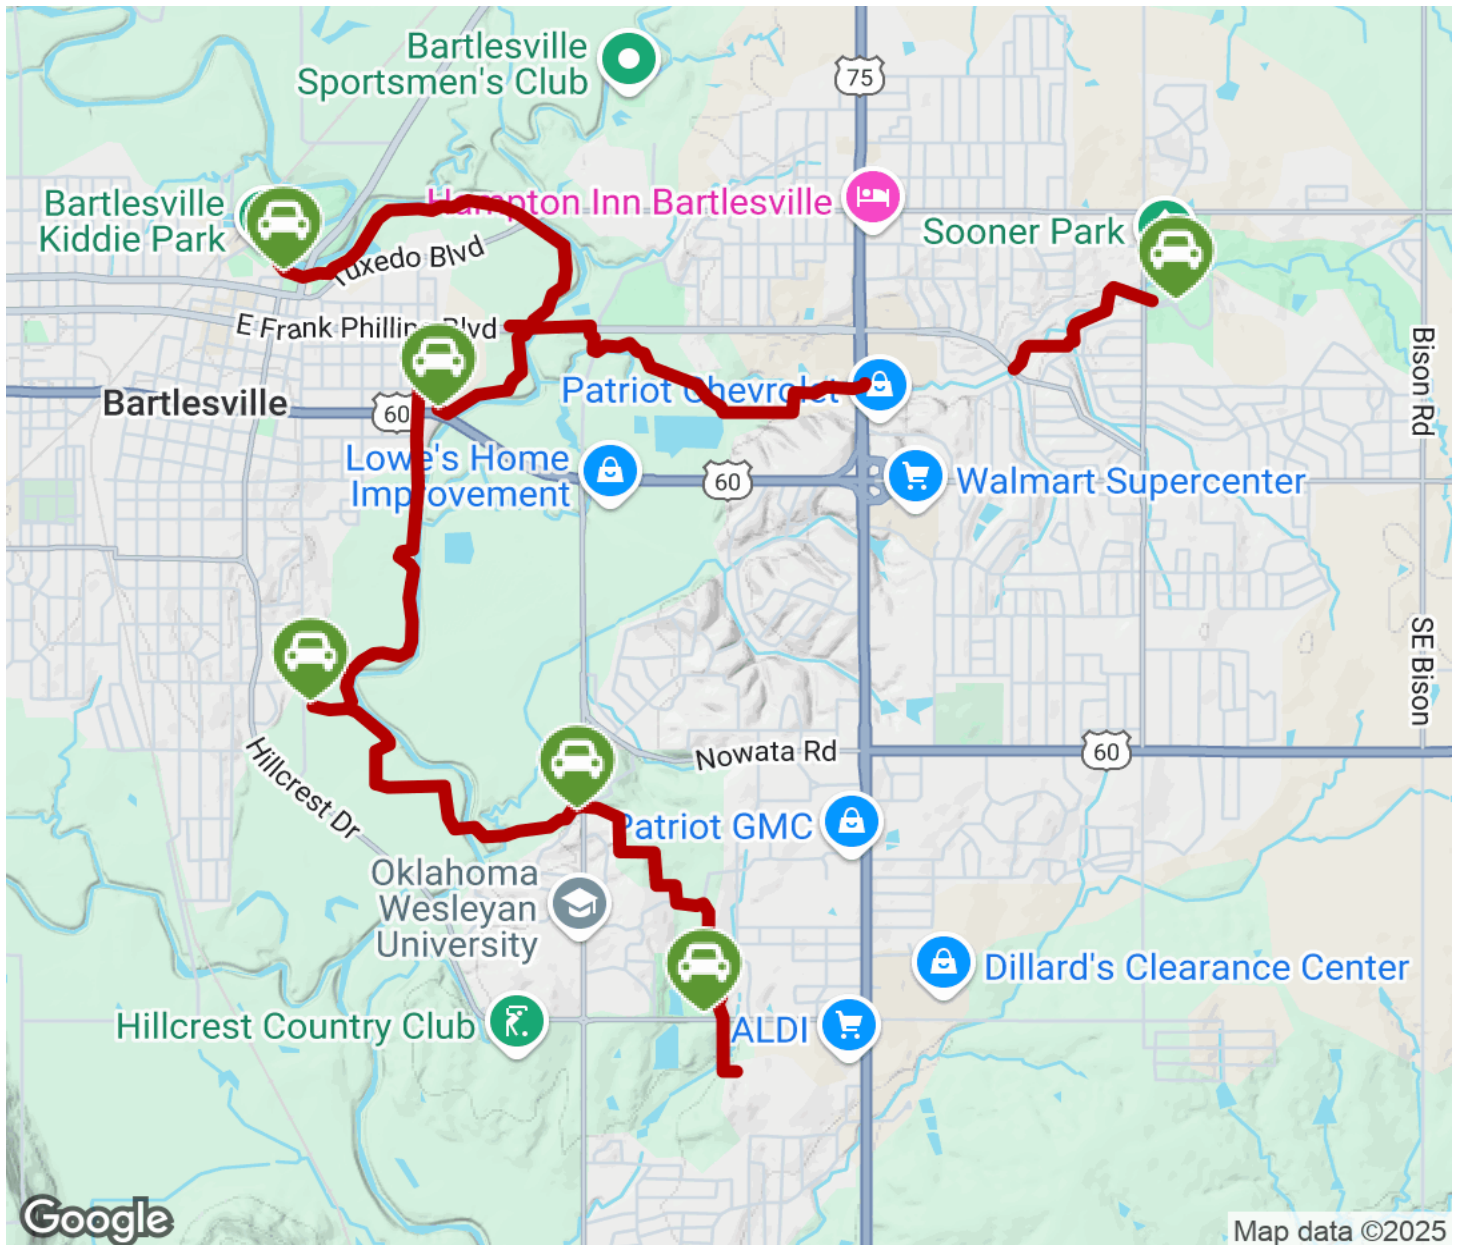 Bartlesville
Sportsmen's Club
75
Bartlesville
Kiddie Park
Hampton Inn Bartlesville
Sooner Park
Tuxedo Blvd
E Frank Phillips Blvd
Bison Rd
Patriot Chevrolet
Bartlesville
60
Lowe's Home
Improvement
60
Walmart Supercenter
SE Bison
Nowata Rd
60
Hillcrest Dr
Patriot GMC
Oklahoma
Wesleyan
University
Dillard's Clearance Center
Hillcrest Country Club
ALDI
Google
Map data ©2025